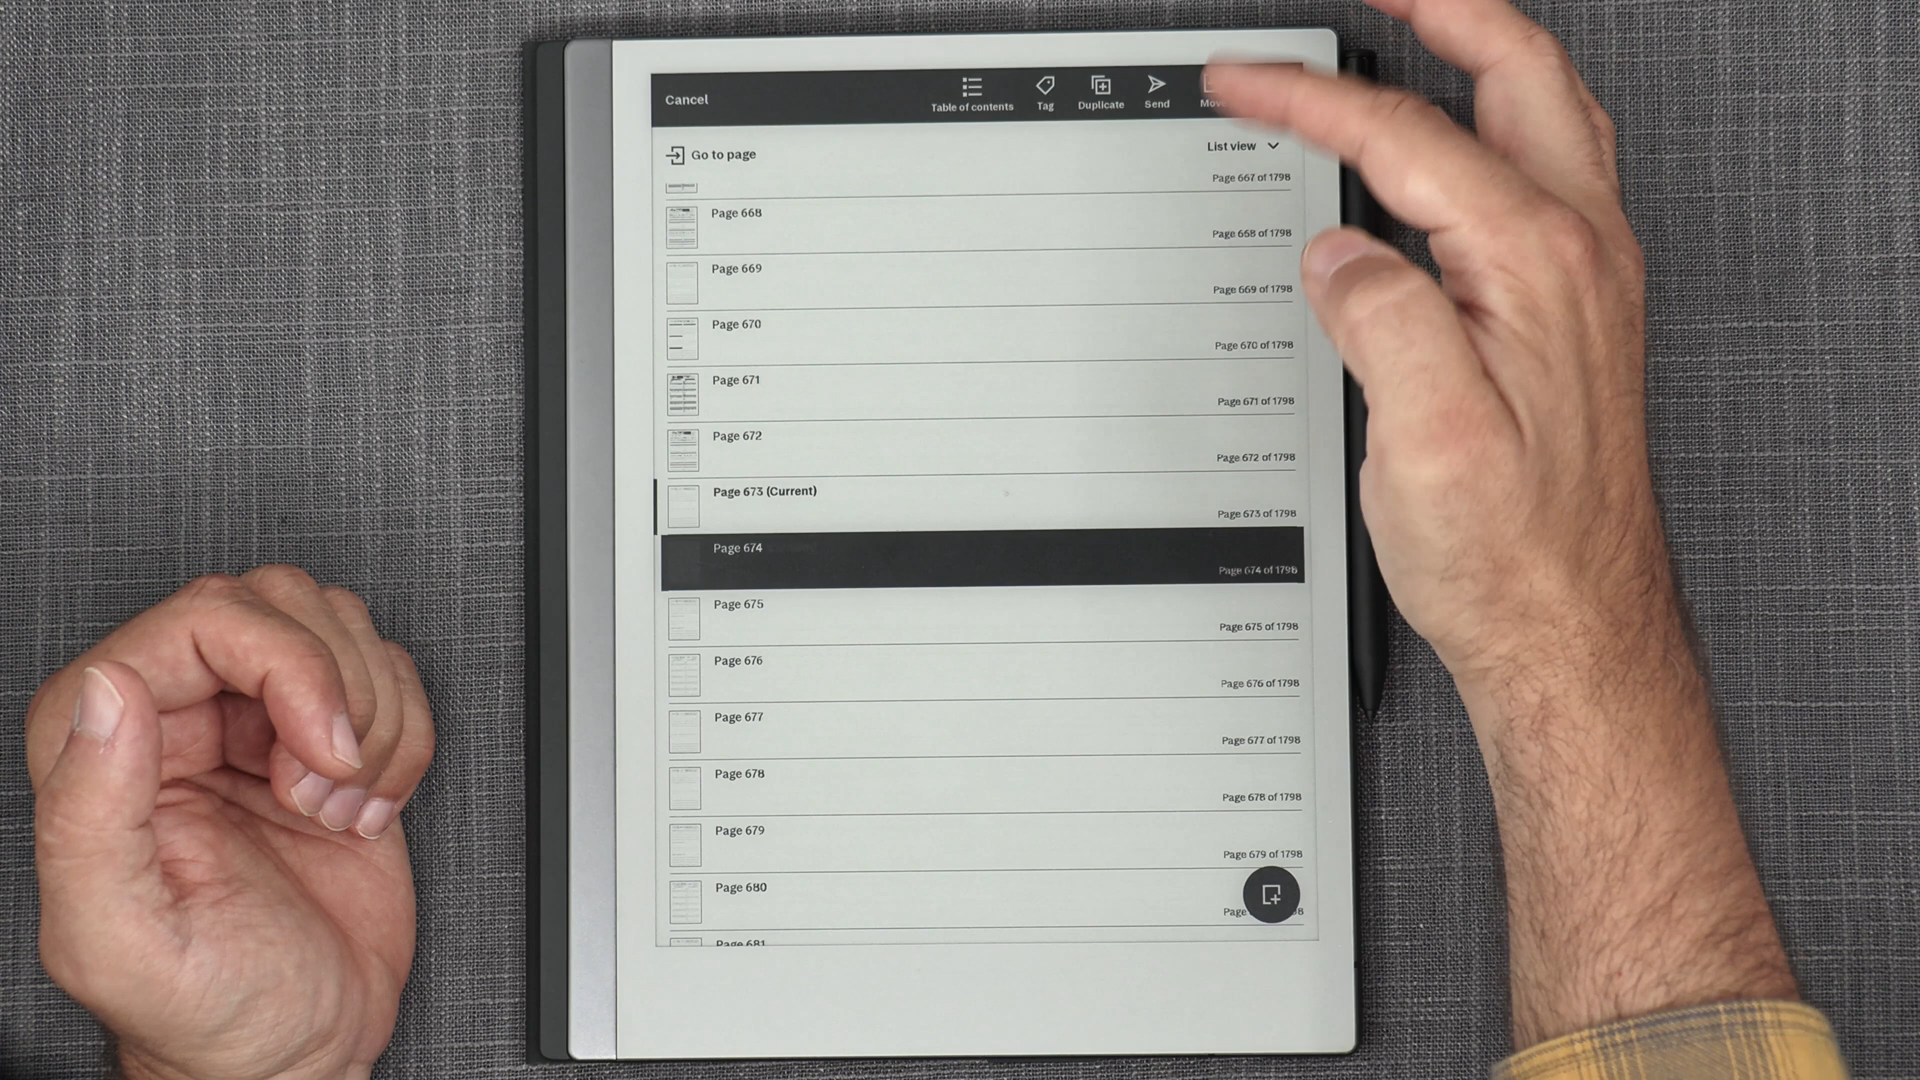 Cancel
Table of contents
Tag
Duplicate
Send
Go to page
List view
Page 667 of 1798
Page 668
Page 668 of 1798
Page 669
Page 669 of 1798
Page 670
Page 670 of 1798
Page 671
Page 671 of 1798
Page 672
Page 672 of 1798
Page 673 (Current)
Page 673 of 1798
Page 674
Page 674 of 1798
Page 675
Page 675 of 1798
Page 676
Page 676 of 1798
Page 677
Page 677 of 1798
Page 678
Page 678 of 1798
Page 679
Page 679 of 1798
Page 680
Page
Page 681